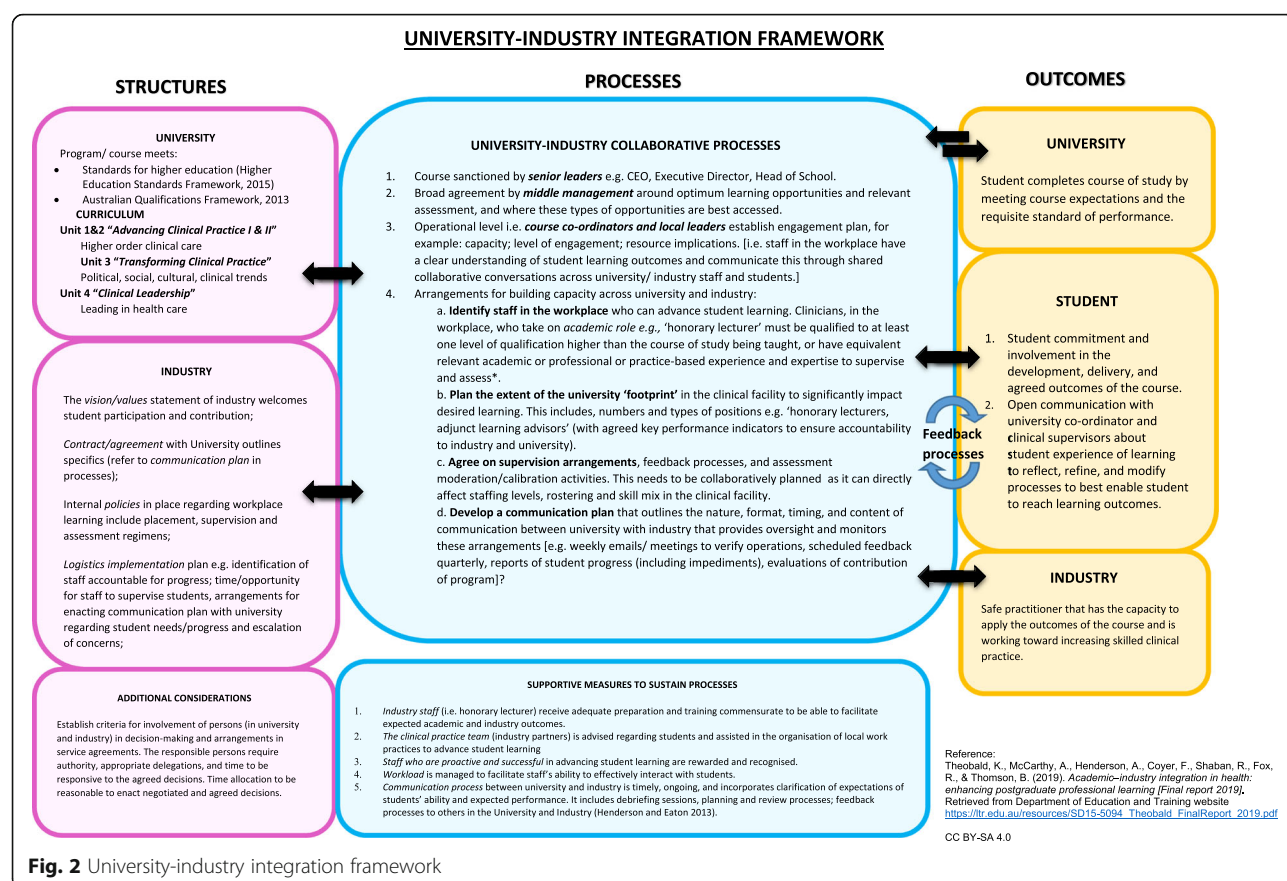 UNIVERSITY-INDUSTRY INTEGRATION FRAMEWORK
STRUCTURES
UNIVERSITY
Program/ course meets:
• Standards for higher education (Higher
Education Standards Framework, 2015)
• Australian Qualifications Framework, 2013
CURRICULUM
Unit 1&2 “Advancing Clinical Practice I & II”
Higher order clinical care
Unit 3 “Transforming Clinical Practice”
Political, social, cultural, clinical trends
Unit 4 “Clinical Leadership”
Leading in health care
INDUSTRY
The vision/values statement of industry welcomes
student participation and contribution;
Contract/agreement with University outlines
specifics (refer to communication plan in
processes);
Internal policies in place regarding workplace
learning include placement, supervision and
assessment regimens;
Logistics implementation plan e.g. identification of
staff accountable for progress; time/opportunity
for staff to supervise students, arrangements for
enacting communication plan with university
regarding student needs/progress and escalation
of concerns;
ADDITIONAL CONSIDERATIONS
Establish criteria for involvement of persons (in university
and industry) in decision-making and arrangements in
service agreements. The responsible persons require
authority, appropriate delegations, and time to be
responsive to the agreed decisions. Time allocation to be
reasonable to enact negotiated and agreed decisions.
PROCESSES
UNIVERSITY-INDUSTRY COLLABORATIVE PROCESSES
1. Course sanctioned by senior leaders e.g. CEO, Executive Director, Head of School.
2. Broad agreement by middle management around optimum learning opportunities and relevant
assessment, and where these types of opportunities are best accessed.
3. Operational level i.e. course co-ordinators and local leaders establish engagement plan, for
example: capacity; level of engagement; resource implications. [i.e. staff in the workplace have
a clear understanding of student learning outcomes and communicate this through shared
collaborative conversations across university/ industry staff and students.]
4. Arrangements for building capacity across university and industry:
a. Identify staff in the workplace who can advance student learning. Clinicians, in the
workplace, who take on academic role e.g., ‘honorary lecturer’ must be qualified to at least
one level of qualification higher than the course of study being taught, or have equivalent
relevant academic or professional or practice-based experience and expertise to supervise
and assess*.
b. Plan the extent of the university ‘footprint’ in the clinical facility to significantly impact
desired learning. This includes, numbers and types of positions e.g. ‘honorary lecturers,
adjunct learning advisors’ (with agreed key performance indicators to ensure accountability
to industry and university).
c. Agree on supervision arrangements, feedback processes, and assessment
moderation/calibration activities. This needs to be collaboratively planned as it can directly
affect staffing levels, rostering and skill mix in the clinical facility.
d. Develop a communication plan that outlines the nature, format, timing, and content of
communication between university with industry that provides oversight and monitors
these arrangements [e.g. weekly emails/ meetings to verify operations, scheduled feedback
quarterly, reports of student progress (including impediments), evaluations of contribution
of program]?
SUPPORTIVE MEASURES TO SUSTAIN PROCESSES
1. Industry staff (i.e. honorary lecturer) receive adequate preparation and training commensurate to be able to facilitate
expected academic and industry outcomes.
2. The clinical practice team (industry partners) is advised regarding students and assisted in the organisation of local work
practices to advance student learning
3. Staff who are proactive and successful in advancing student learning are rewarded and recognised.
4. Workload is managed to facilitate staff’s ability to effectively interact with students.
5. Communication process between university and industry is timely, ongoing, and incorporates clarification of expectations of
students’ ability and expected performance. It includes debriefing sessions, planning and review processes; feedback
processes to others in the University and Industry (Henderson and Eaton 2013).
OUTCOMES
UNIVERSITY
Student completes course of study by
meeting course expectations and the
requisite standard of performance.
STUDENT
1. Student commitment and
involvement in the
development, delivery, and
agreed outcomes of the course.
2. Open communication with
university co-ordinator and
clinical supervisors about
student experience of learning
to reflect, refine, and modify
processes to best enable student
to reach learning outcomes.
Feedback
processes
INDUSTRY
Safe practitioner that has the capacity to
apply the outcomes of the course and is
working toward increasing skilled clinical
practice.
Reference:
Theobald, K., McCarthy, A., Henderson, A., Coyer, F., Shaban, R., Fox,
R., & Thomson, B. (2019). Academic–industry integration in health:
enhancing postgraduate professional learning [Final report 2019].
Retrieved from Department of Education and Training website
https://ltr.edu.au/resources/SD15-5094_Theobald_FinalReport_2019.pdf
CC BY-SA 4.0
Fig. 2 University-industry integration framework